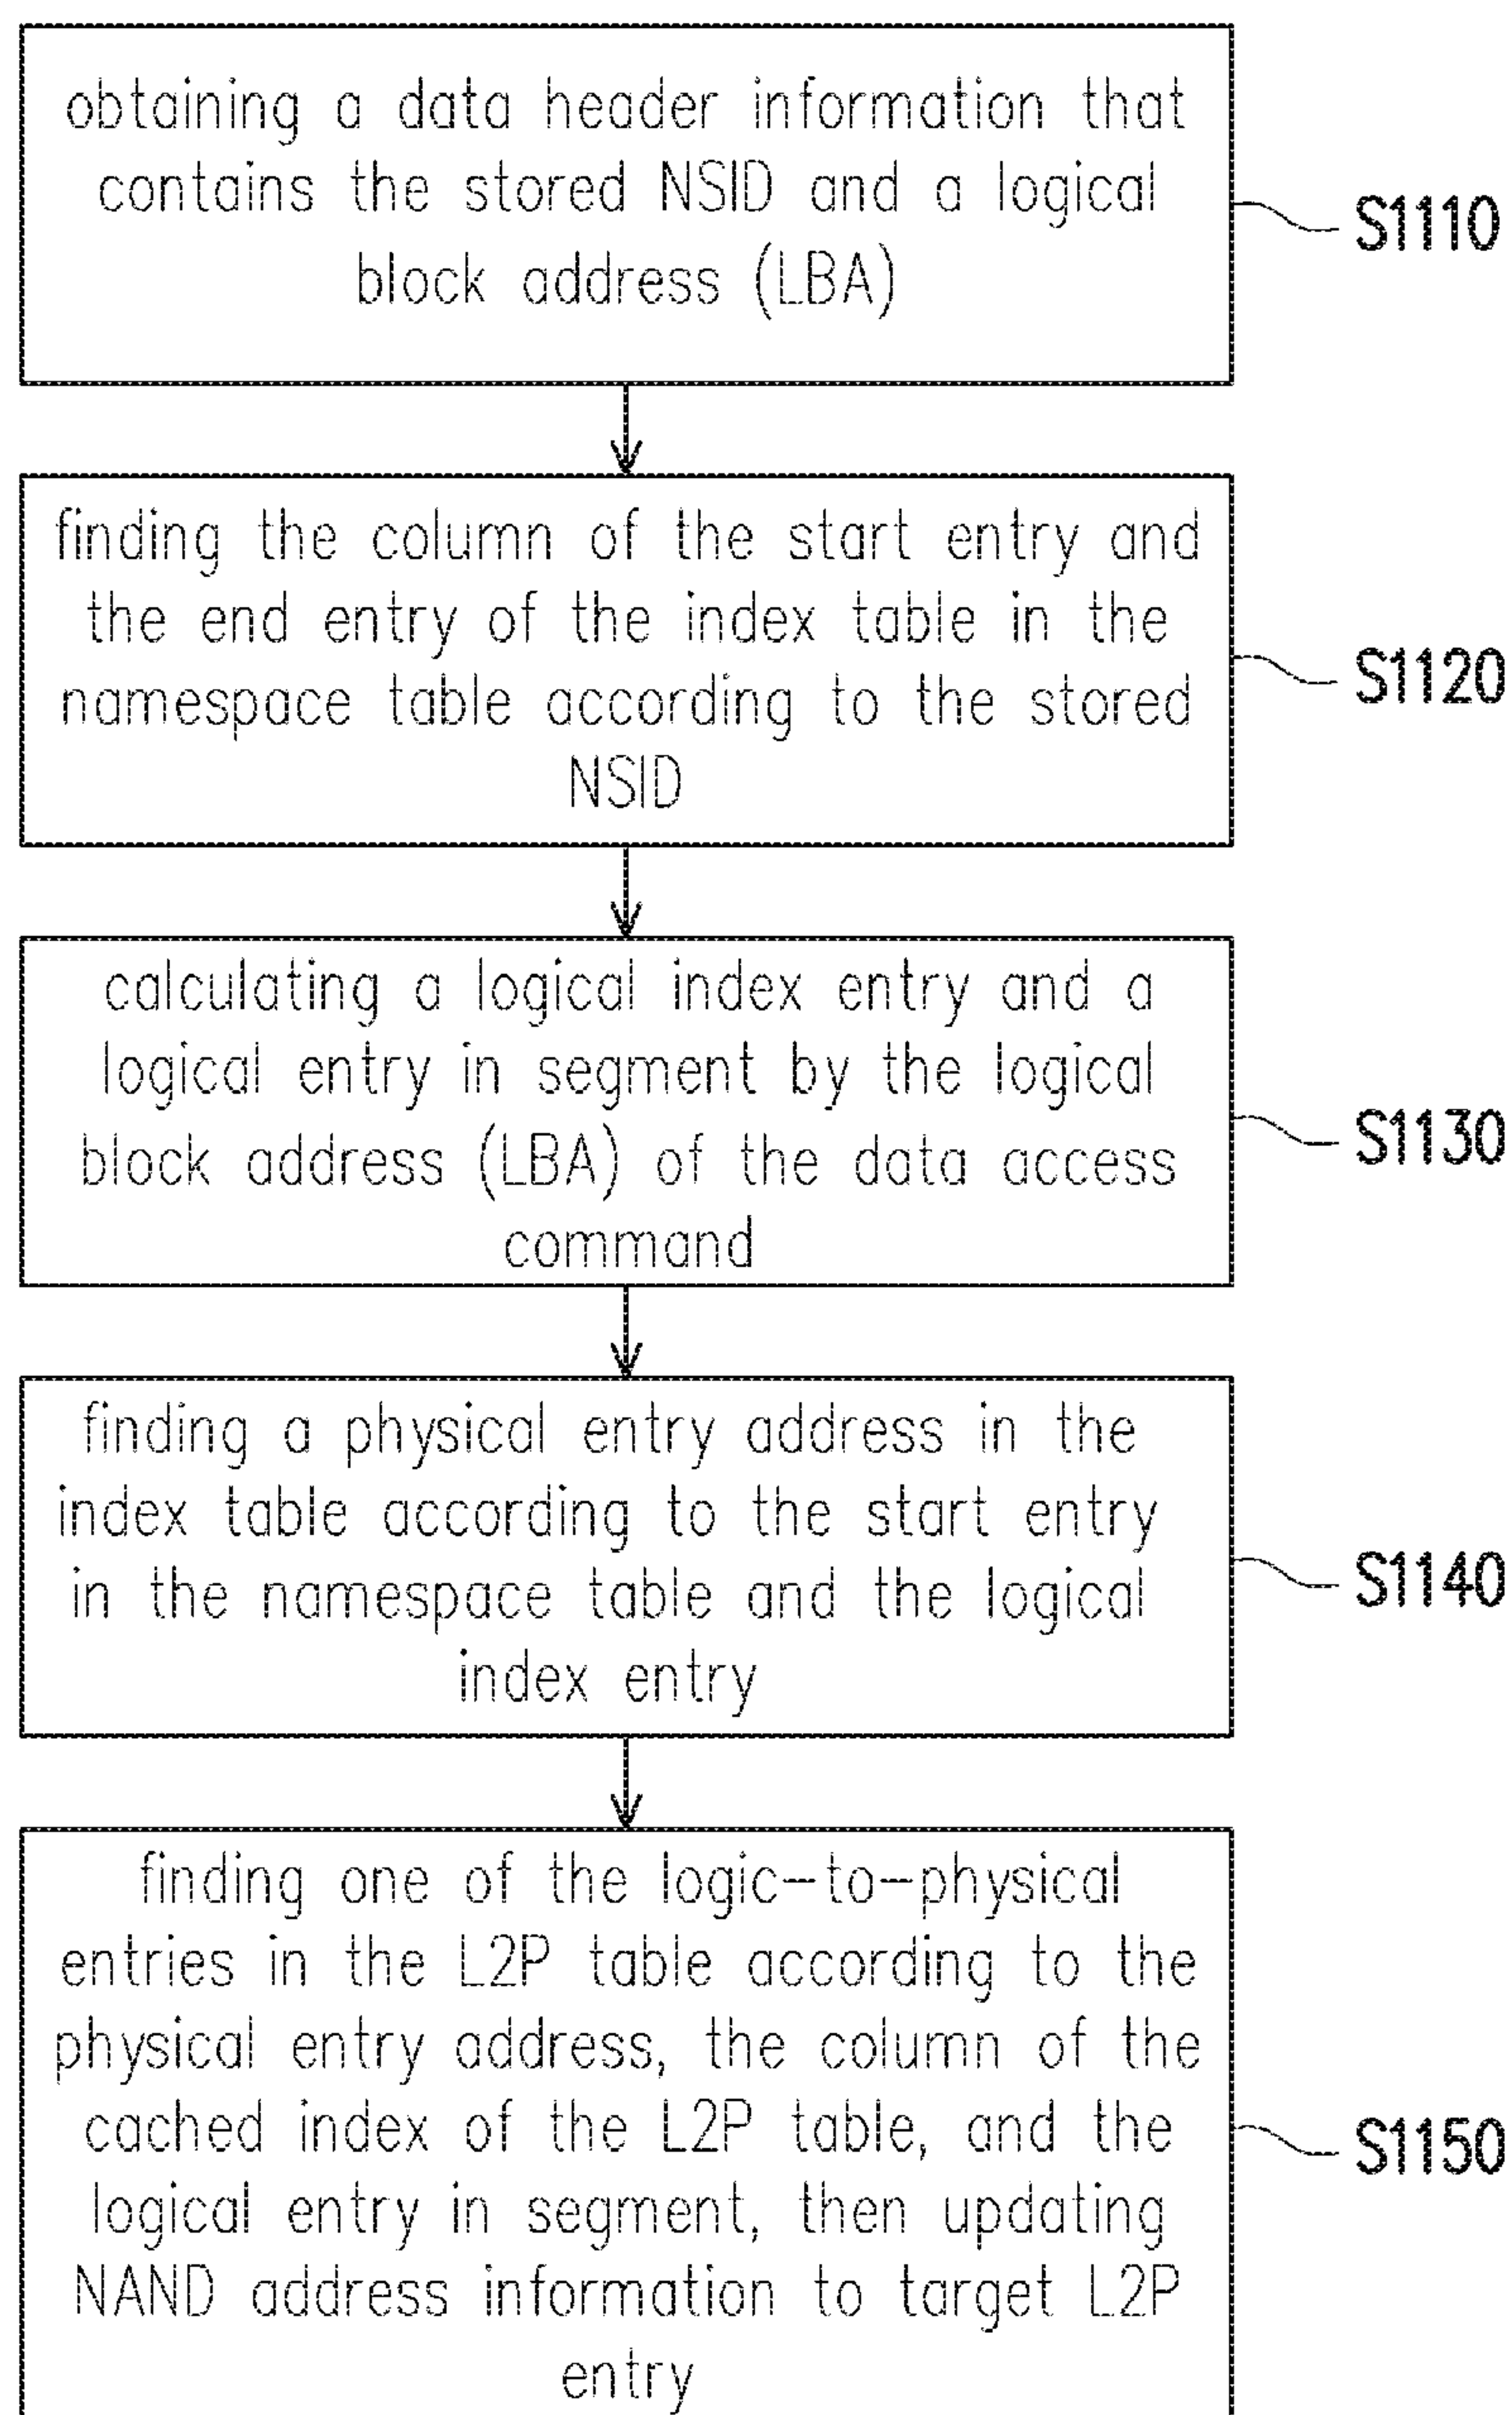 obtaining a data header information that
contains the stored NSID and a logical
block address (LBA)
S1110
finding the column of the start entry and
the end entry of the index table in the
namespace table according to the stored
NSID
S1120
calculating a logical index entry and a
logical entry in segment by the logical
block address (LBA) of the data access
command
S1130
finding a physical entry address in the
index table according to the start entry
in the namespace table and the logical
index entry
S1140
finding one of the logic-to-physical
entries in the L2P table according to the
physical entry address, the column of the
cached index of the L2P table, and the
logical entry in segment, then updating
NAND address information to target L2P
entry
S1150